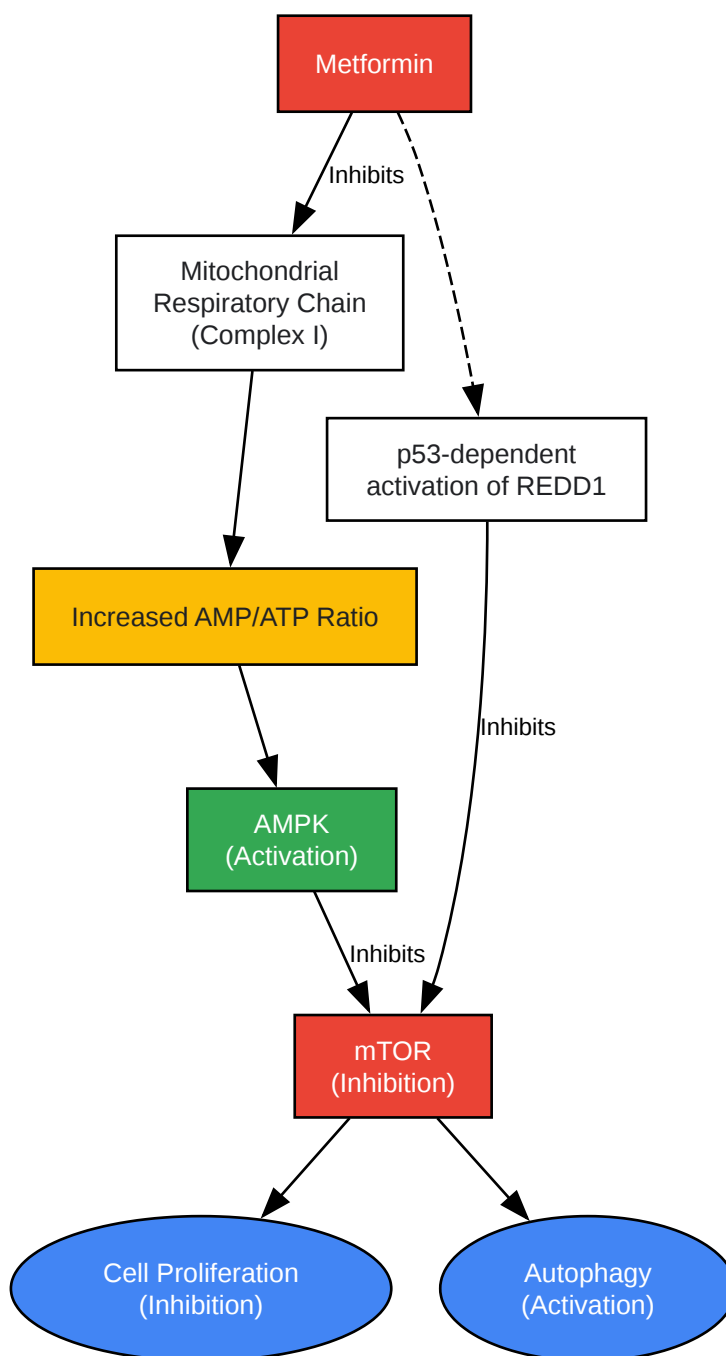 Metformin
Inhibits
Mitochondrial
Respiratory Chain
(Complex I)
p53-dependent
activation of REDD1
Increased AMP/ATP Ratio
Inhibits
AMPK
(Activation)
Inhibits
mTOR
(Inhibition)
Cell Proliferation
(Inhibition)
Autophagy
(Activation)